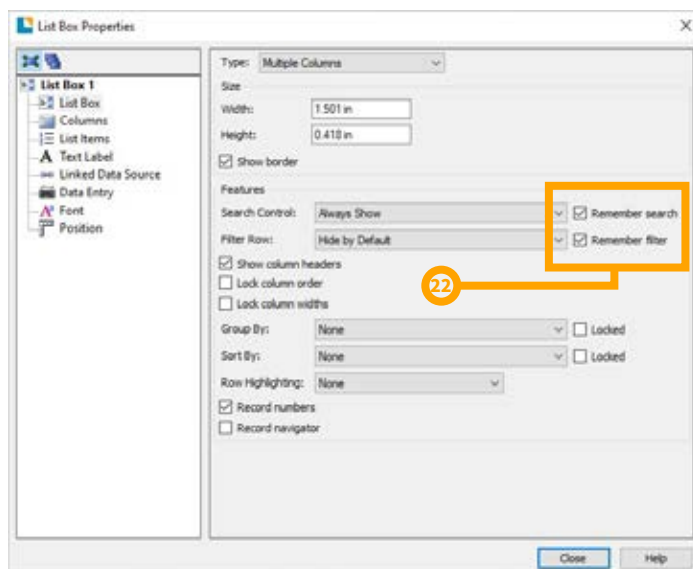 List Box Properties
List Box 1
List Box
Columns
List Items
Text Label
Linked Data Source
Data Entry
Font
Position
Type: Multiple Columns
Size
Width: 1.501 in
Height: 0.418 in
Show border
Features
Search Control: Always Show Remember search
Filter Row: Hide by Default Remember filter
Show column headers
Lock column order
Lock column widths
22
Group By: None Locked
Sort By: None Locked
Row Highlighting: None
Record numbers
Record navigator
Close Help